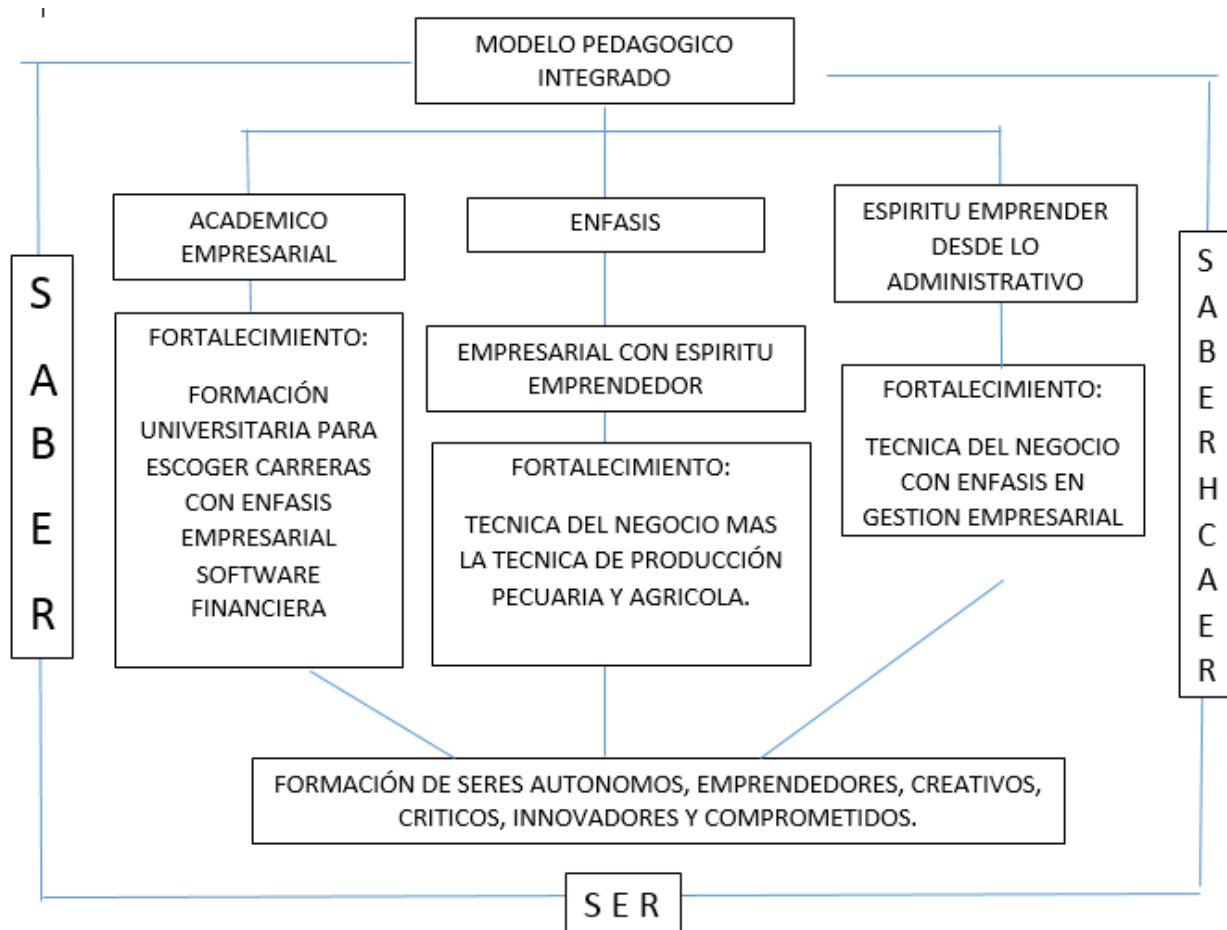 MODELO PEDAGOGICO
INTEGRADO
ACADEMICO
EMPRESARIAL
ENFASIS
ESPIRITU EMPRENDER
DESDE LO
ADMINISTRATIVO
S
A
B
E
R
FORTALECIMIENTO:
FORMACIÓN
UNIVERSITARIA PARA
ESCOGER CARRERAS
CON ENFASIS
EMPRESARIAL
SOFTWARE
FINANCIERA
EMPRESARIAL CON ESPIRITU
EMPRENDEDOR
FORTALECIMIENTO:
TECNICA DEL NEGOCIO MAS
LA TECNICA DE PRODUCCIÓN
PECUARIA Y AGRICOLA.
FORTALECIMIENTO:
TECNICA DEL NEGOCIO
CON ENFASIS EN
GESTION EMPRESARIAL
S
A
B
E
R
H
C
A
E
R
FORMACIÓN DE SERES AUTONOMOS, EMPRENDEDORES, CREATIVOS,
CRITICOS, INNOVADORES Y COMPROMETIDOS.
S E R